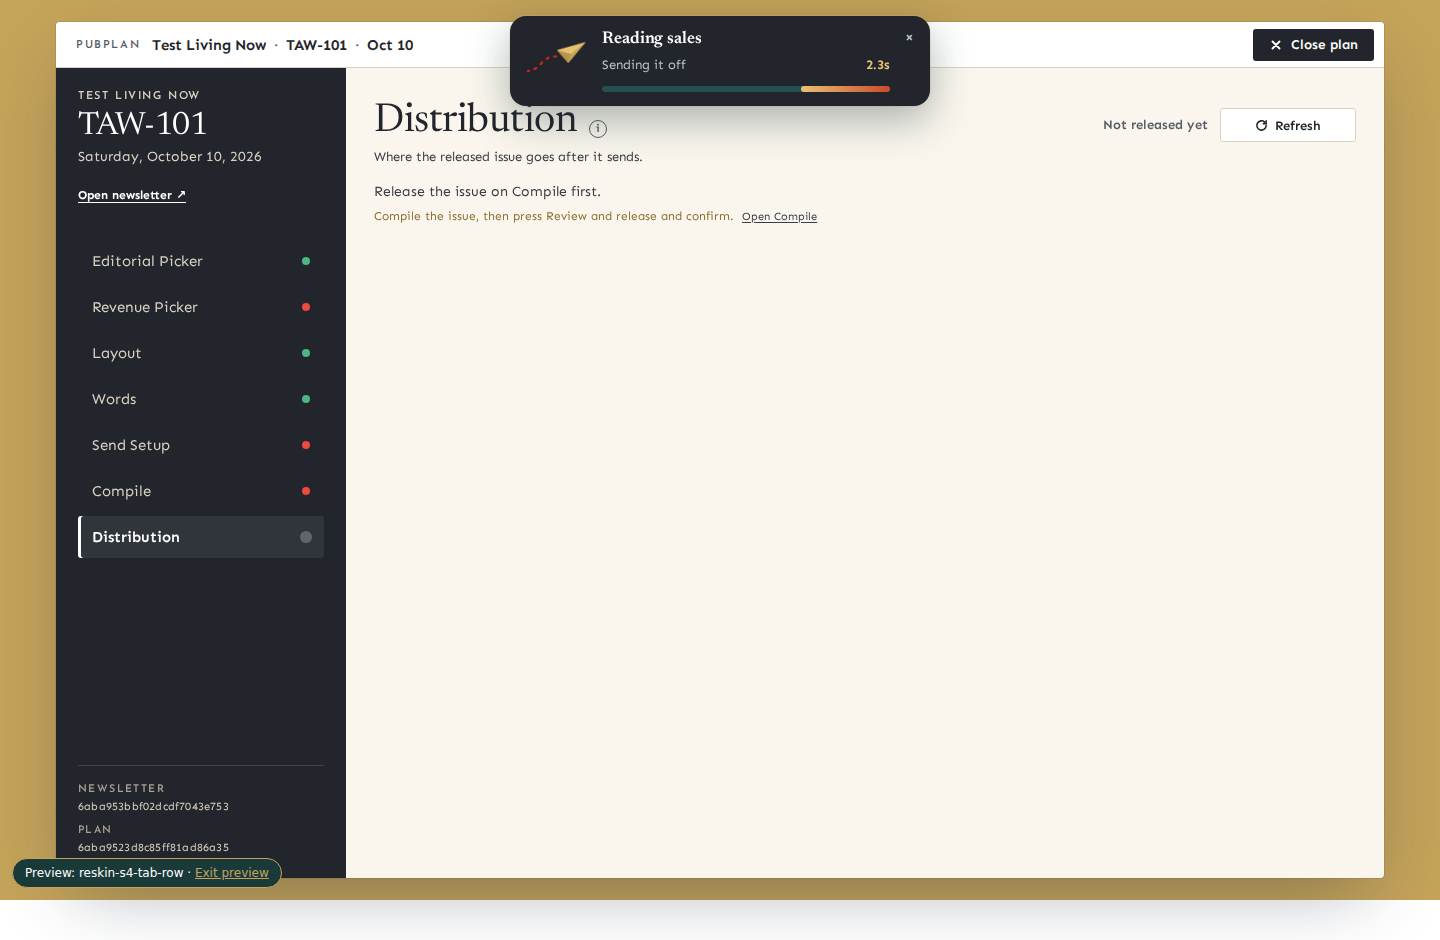 PUBPLAN Test Living Now · TAW-101 · Oct 10
Reading sales
×
Sending it off 2.3s
Close plan
TEST LIVING NOW
TAW-101
Saturday, October 10, 2026
Open newsletter ↗
Editorial Picker
Revenue Picker
Layout
Words
Send Setup
Compile
Distribution
NEWSLETTER
6aba953bbf02dcdf7043e753
PLAN
6aba9523d8c85ff81ad86a35
Distribution i
Not released yet
Refresh
Where the released issue goes after it sends.
Release the issue on Compile first.
Compile the issue, then press Review and release and confirm. Open Compile
Preview: reskin-s4-tab-row · Exit preview